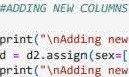 #ADDING NEW COLUMNS
print("\nAdding new
d = d2.assign(sex=[
print("\nAdding new